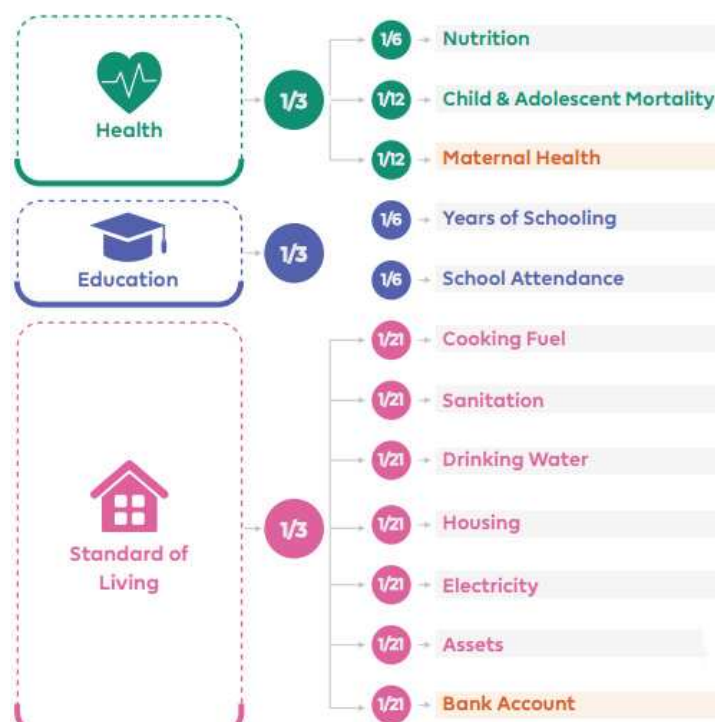 Health
1/3
1/6 Nutrition
1/12 Child & Adolescent Mortality
1/12 Maternal Health
Education
1/3
1/6 Years of Schooling
1/6 School Attendance
Standard of
Living
1/3
1/21 Cooking Fuel
1/21 Sanitation
1/21 Drinking Water
1/21 Housing
1/21 Electricity
1/21 Assets
1/21 Bank Account